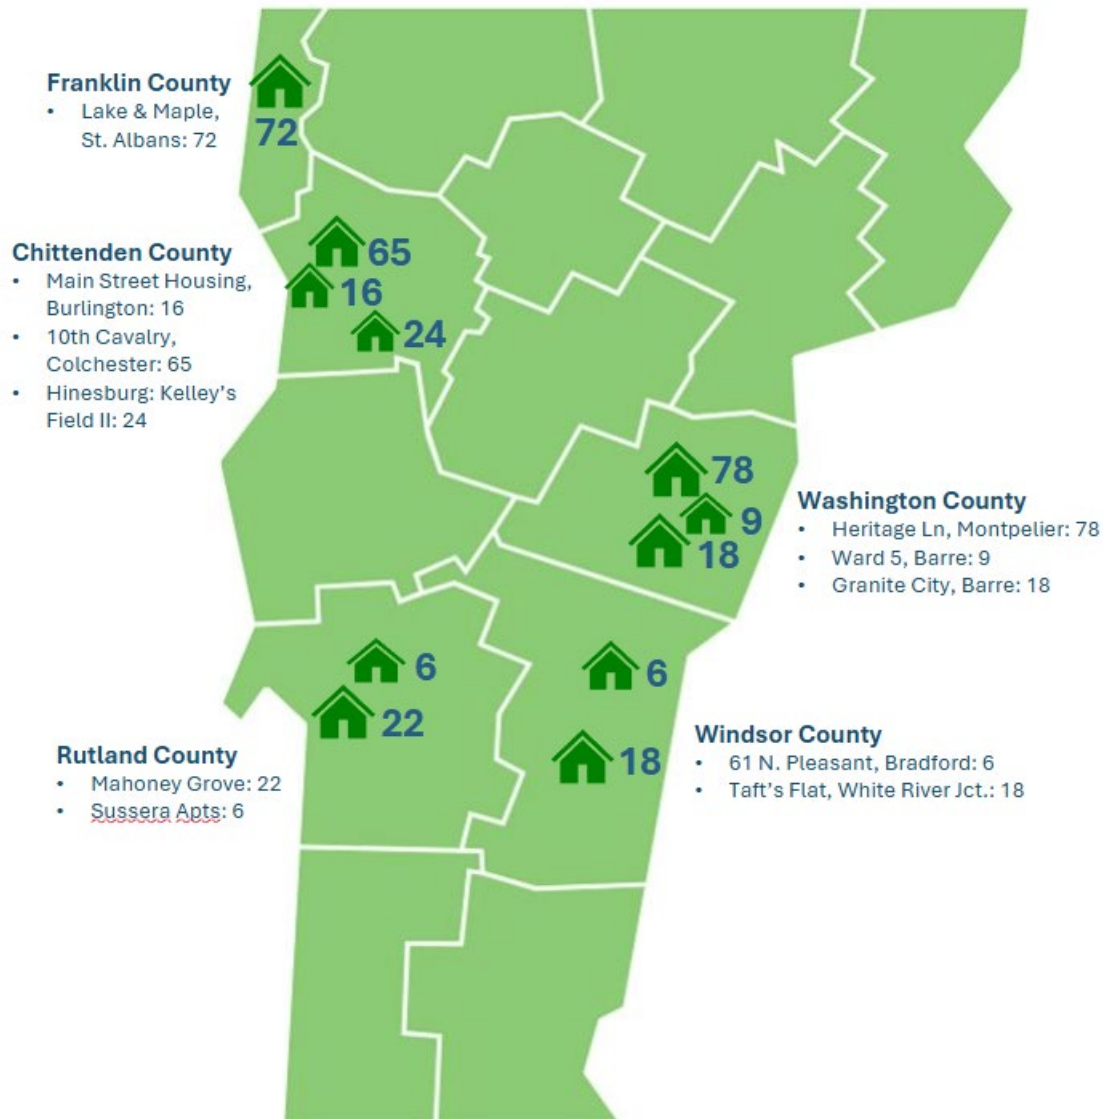 Franklin County
• Lake & Maple,
St. Albans: 72
72
Chittenden County
• Main Street Housing,
Burlington: 16
• 10th Cavalry,
Colchester: 65
• Hinesburg: Kelley's
Field II: 24
65
16
24
78
9
18
Washington County
• Heritage Ln, Montpelier: 78
• Ward 5, Barre: 9
• Granite City, Barre: 18
6
22
Rutland County
• Mahoney Grove: 22
• Sussera Apts: 6
6
18
Windsor County
• 61 N. Pleasant, Bradford: 6
• Taft's Flat, White River Jct.: 18